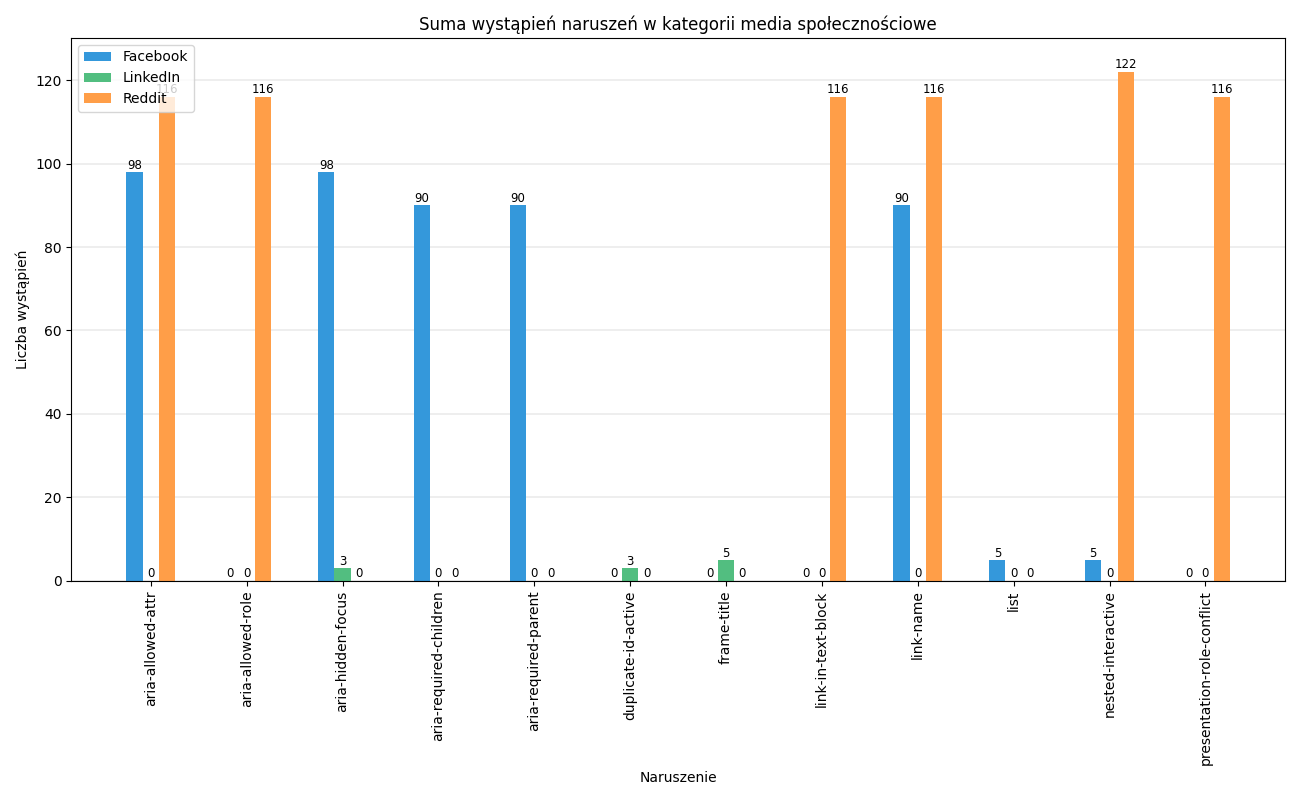 Suma wystąpień naruszeń w kategorii media społecznościowe
Facebook
LinkedIn
Reddit
Liczba wystąpień
120
100
80
60
40
20
0
98 0 116
0 0 116
98 3 0
90 0 0
90 0 0
0 3 0
0 5 0
0 0 116
90 0 116
5 0 0
5 0 122
0 0 116
aria-allowed-attr
aria-allowed-role
aria-hidden-focus
aria-required-children
aria-required-parent
duplicate-id-active
frame-title
link-in-text-block
link-name
list
nested-interactive
presentation-role-conflict
Naruszenie